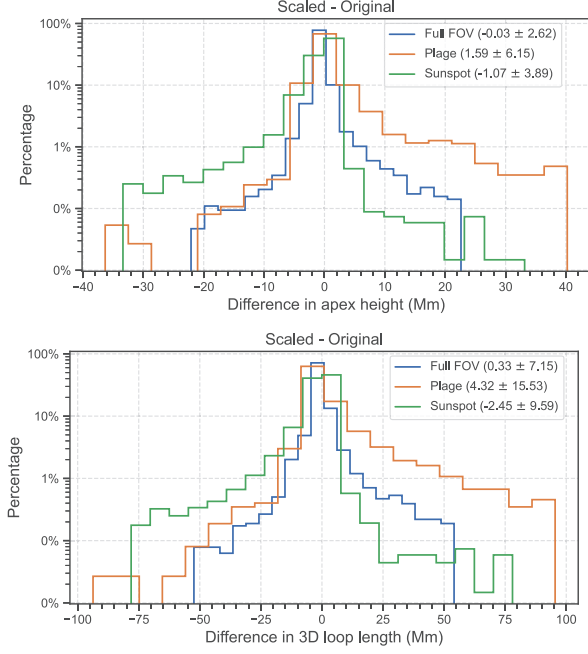 Scaled - Original
100%
10%
1%
0%
0%
Percentage
Full FOV (-0.03 ± 2.62)
Plage (1.59 ± 6.15)
Sunspot (-1.07 ± 3.89)
−40 −30 −20 −10 0 10 20 30 40
Difference in apex height (Mm)
Scaled - Original
100%
10%
1%
0%
0%
Percentage
Full FOV (0.33 ± 7.15)
Plage (4.32 ± 15.53)
Sunspot (-2.45 ± 9.59)
−100 −75 −50 −25 0 25 50 75 100
Difference in 3D loop length (Mm)